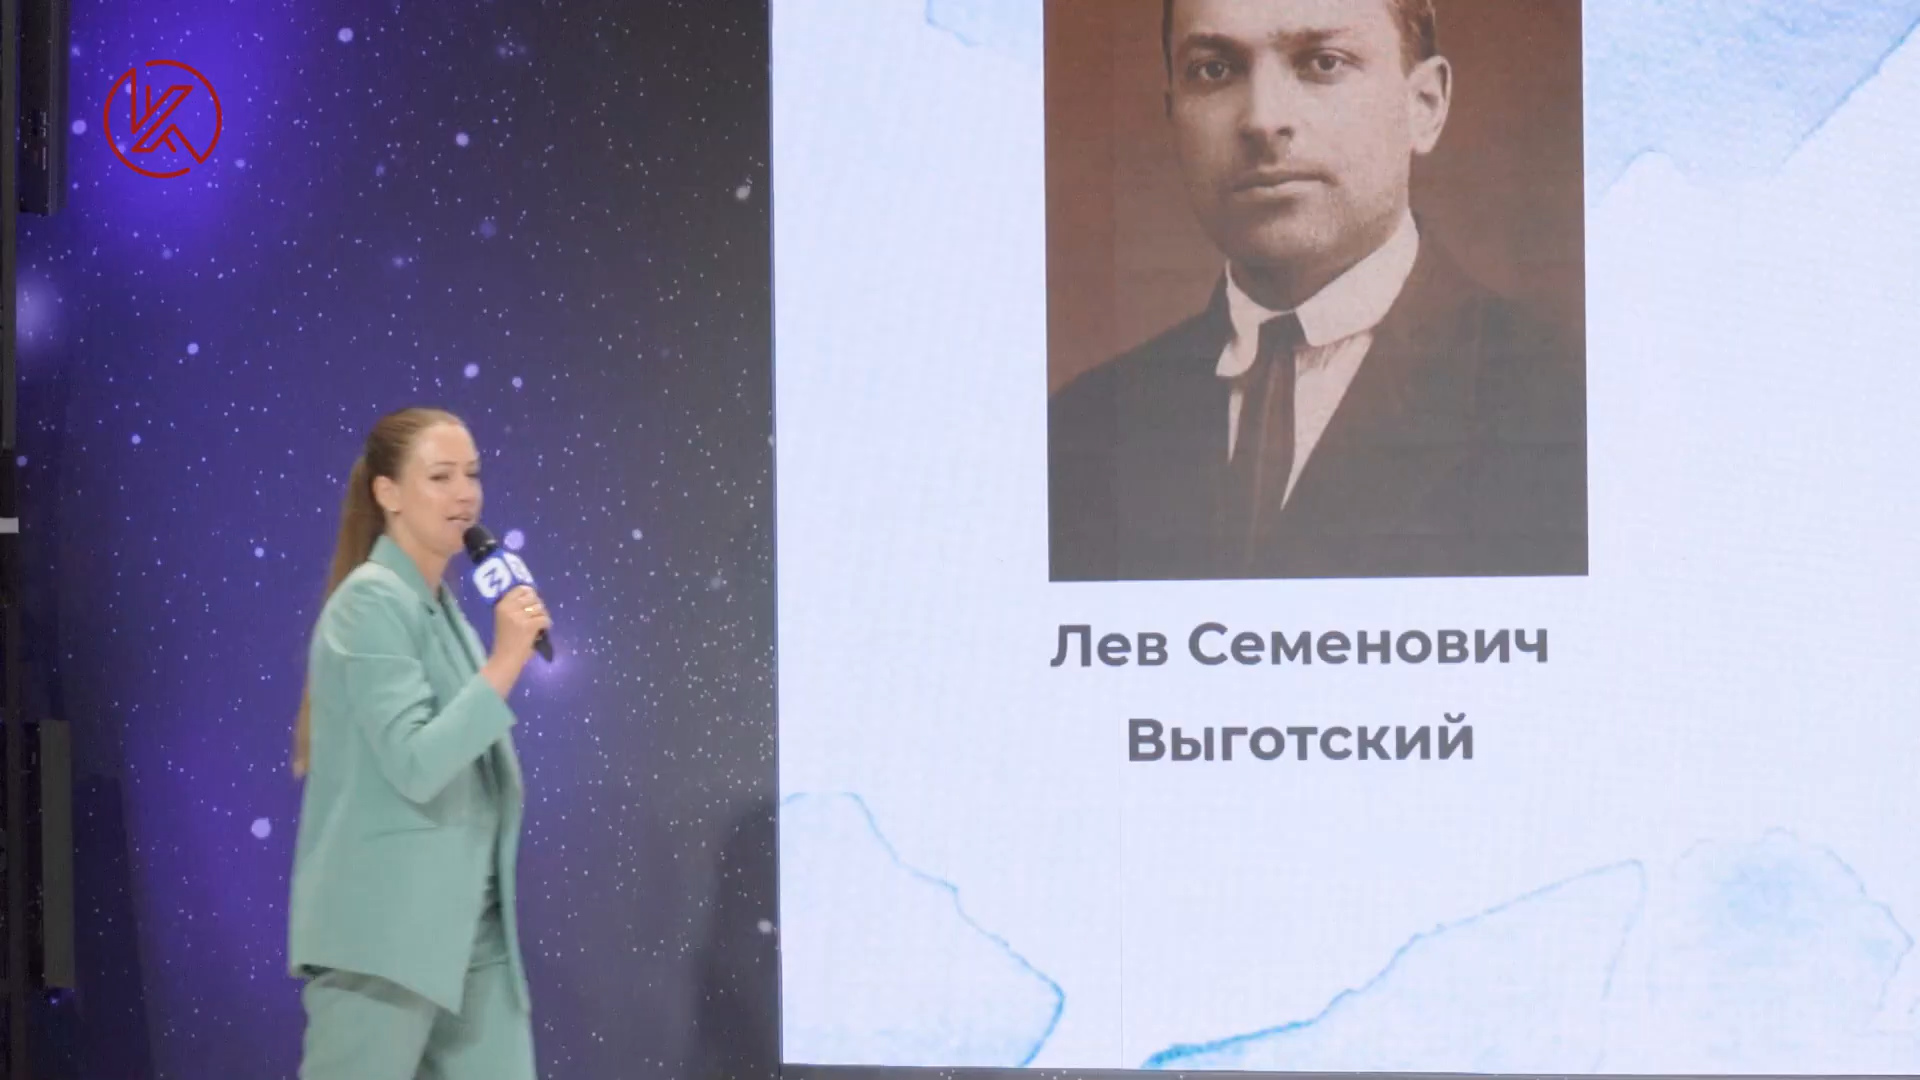 Лев Семенович
Выготский